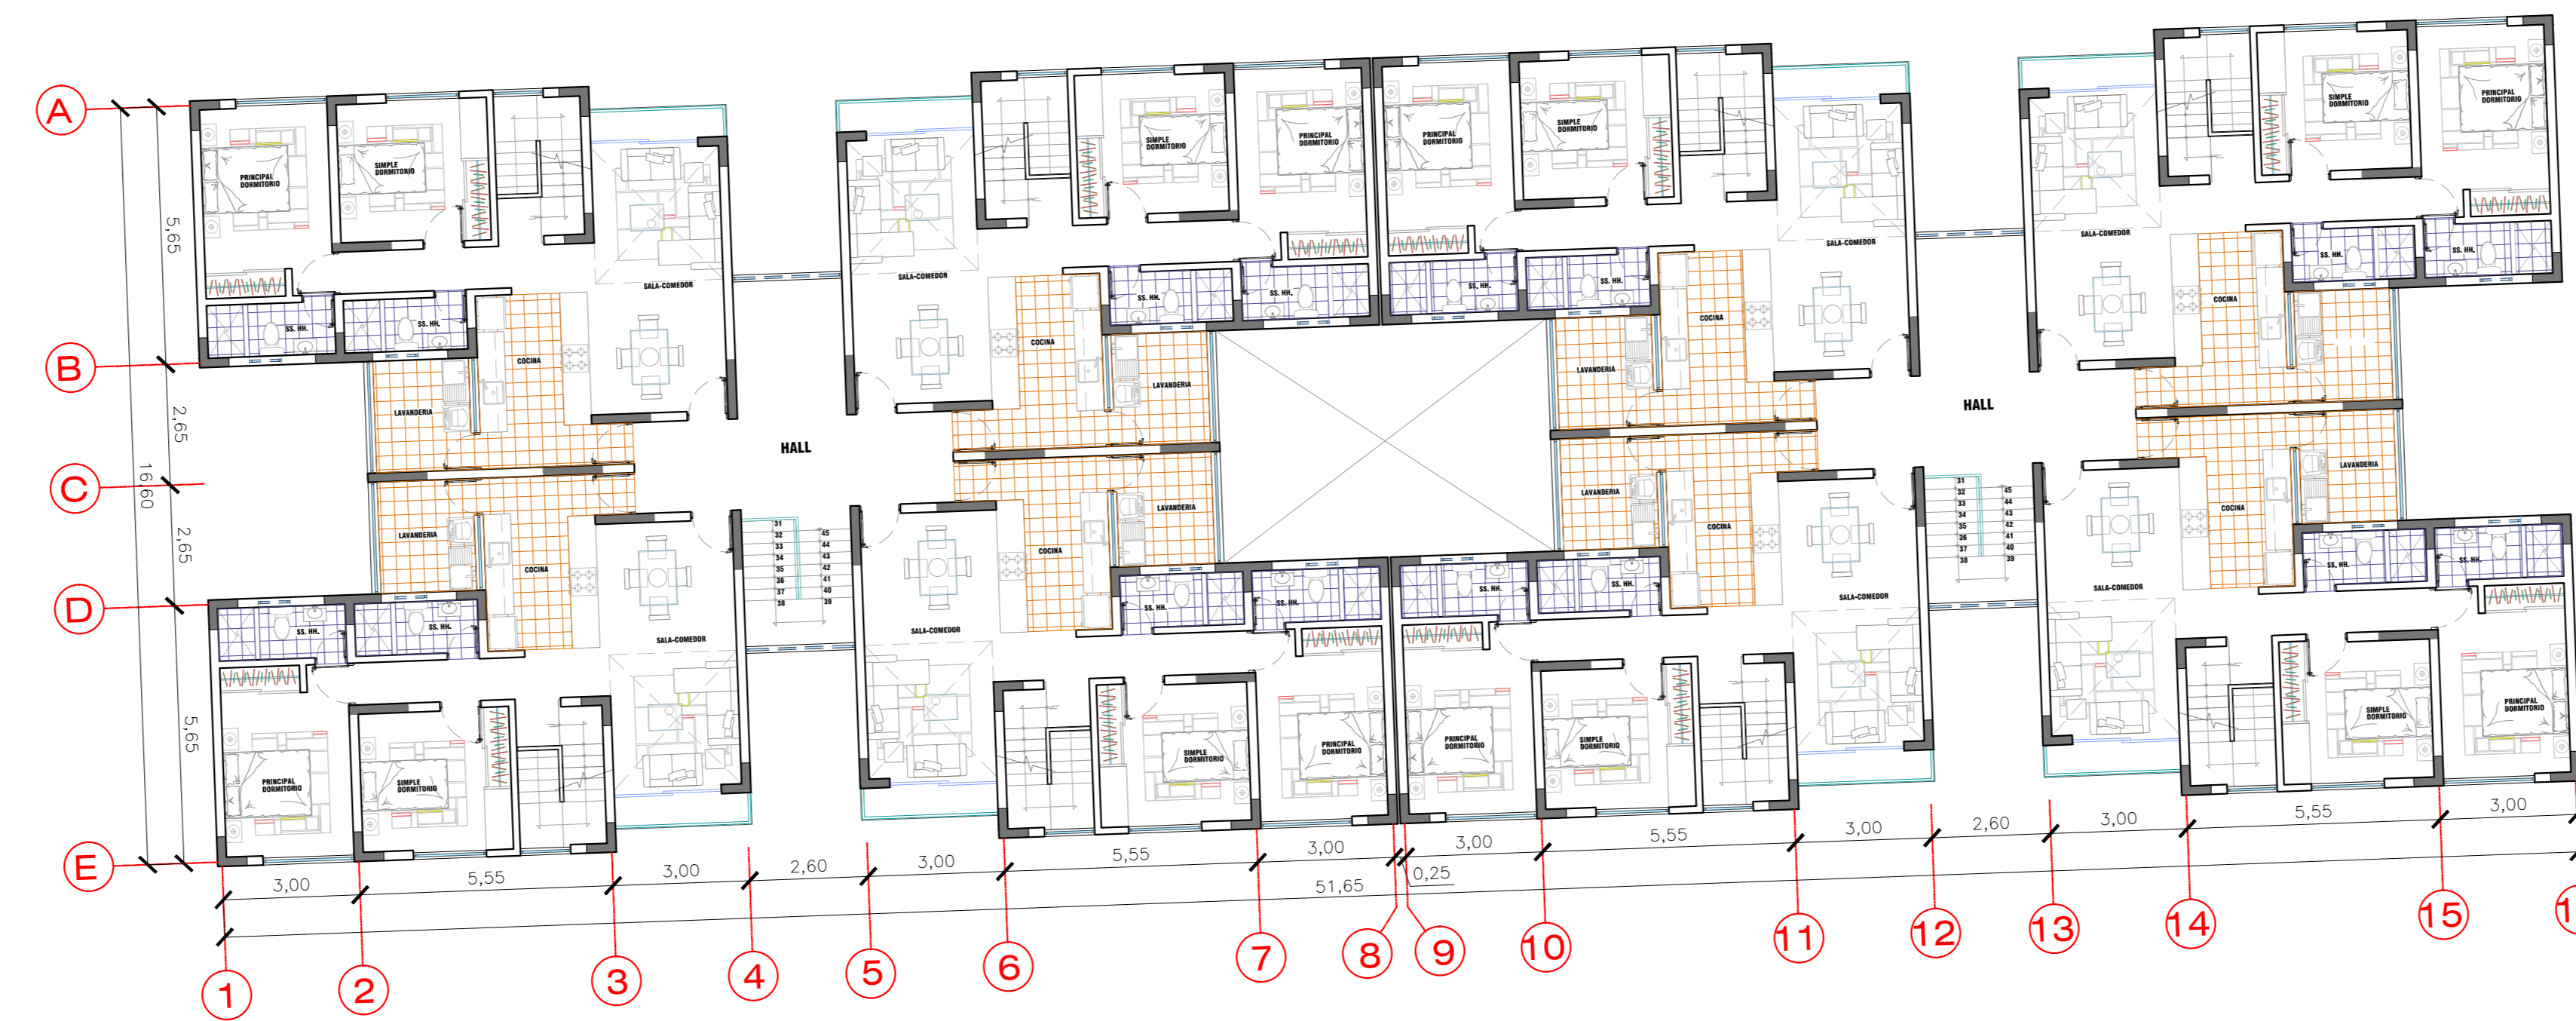 A
B
C
D
E
5,65
2,65
2,65
5,65
16,60
PRINCIPAL
DORMITORIO
SIMPLE
DORMITORIO
SS. HH.
SS. HH.
COCINA
LAVANDERIA
SALA-COMEDOR
SALA-COMEDOR
SIMPLE
DORMITORIO
PRINCIPAL
DORMITORIO
SS. HH.
SS. HH.
COCINA
LAVANDERIA
HALL
LAVANDERIA
COCINA
SS. HH.
SS. HH.
SALA-COMEDOR
PRINCIPAL
DORMITORIO
SIMPLE
DORMITORIO
31
32
33
34
35
36
37
38
45
44
43
42
41
40
39
LAVANDERIA
COCINA
SS. HH.
SS. HH.
SALA-COMEDOR
SIMPLE
DORMITORIO
PRINCIPAL
DORMITORIO
PRINCIPAL
DORMITORIO
SIMPLE
DORMITORIO
SS. HH.
SS. HH.
COCINA
LAVANDERIA
SALA-COMEDOR
SALA-COMEDOR
SIMPLE
DORMITORIO
PRINCIPAL
DORMITORIO
SS. HH.
SS. HH.
COCINA
HALL
LAVANDERIA
COCINA
SS. HH.
SALA-COMEDOR
PRINCIPAL
DORMITORIO
SIMPLE
DORMITORIO
31
32
33
34
35
36
37
38
45
44
43
42
41
40
39
LAVANDERIA
COCINA
SS. HH.
SS. HH.
SALA-COMEDOR
SIMPLE
DORMITORIO
PRINCIPAL
DORMITORIO
SS. HH.
3,00
5,55
3,00
2,60
3,00
5,55
3,00
0,25
3,00
5,55
3,00
2,60
3,00
5,55
3,00
51,65
1
2
3
4
5
6
7
8
9
10
11
12
13
14
15